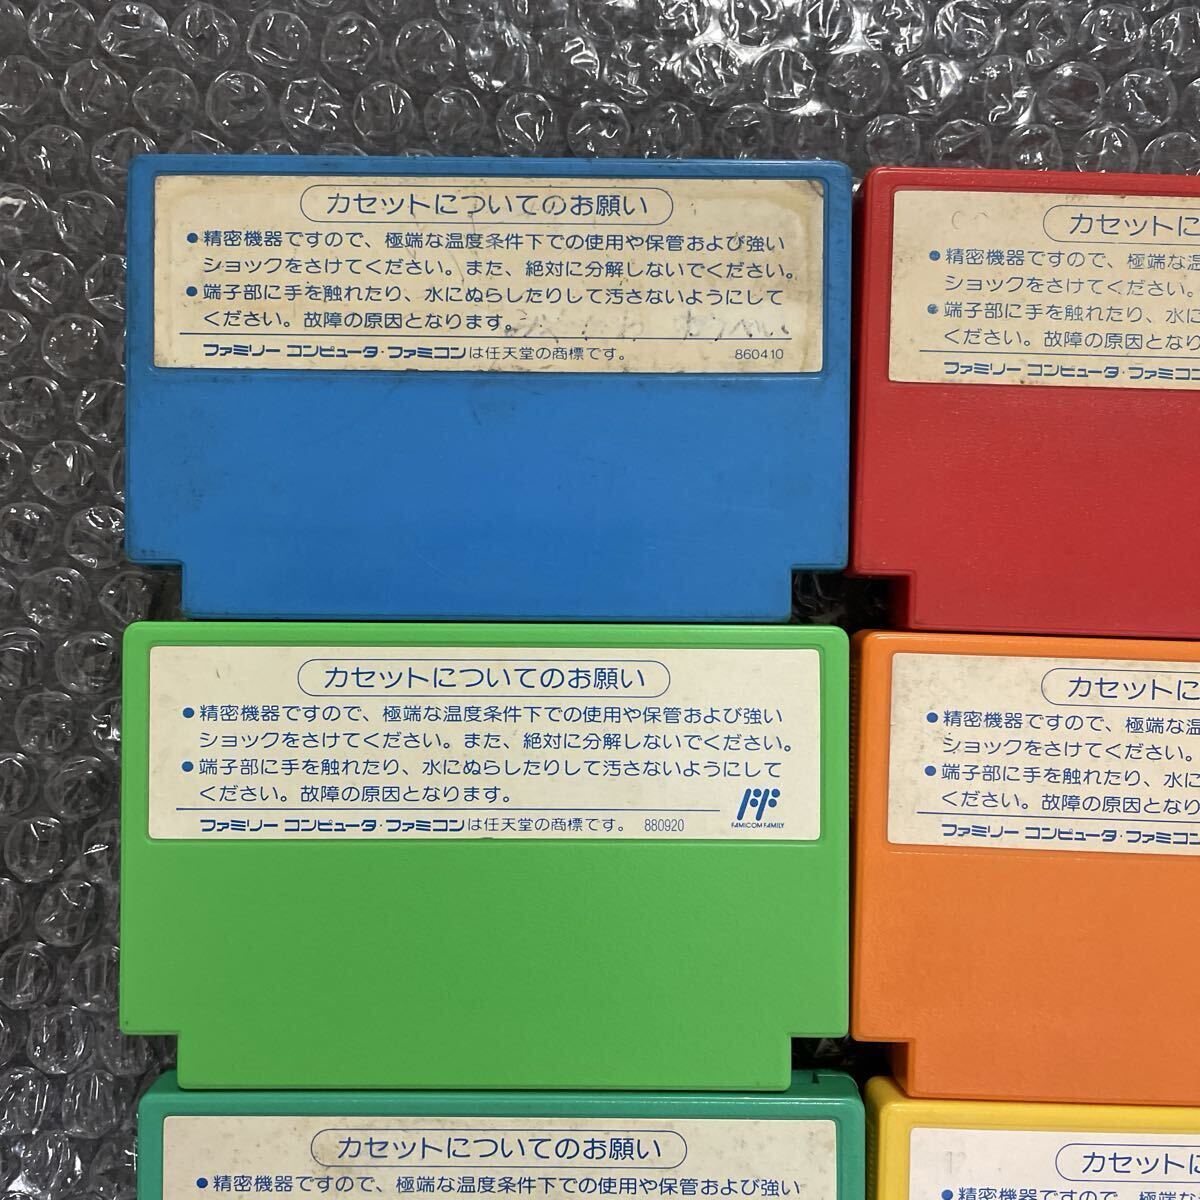 カセットについてのお願い
●精密機器ですので、極端な温度条件下での使用や保管および強い
ショックをさけてください。また、絶対に分解しないでください。
●端子部に手を触れたり、水にぬらしたりして汚さないようにして
ください。故障の原因となります。
ファミリー コンピュータ・ファミコンは任天堂の商標です。 860410
カセットに
●精密機器ですので、極端な温
ショックをさけてください。
●端子部に手を触れたり、水に
ください。故障の原因となり
ファミリー コンピュータ・ファミコン
カセットについてのお願い
●精密機器ですので、極端な温度条件下での使用や保管および強い
ショックをさけてください。また、絶対に分解しないでください。
●端子部に手を触れたり、水にぬらしたりして汚さないようにして
ください。故障の原因となります。
ファミリー コンピュータ・ファミコンは任天堂の商標です。 880920
FAMICOM FAMILY
カセットに
●精密機器ですので、極端な温
ショックをさけてください。
●端子部に手を触れたり、水に
ください。故障の原因となり
ファミリー コンピュータ・ファミコン
カセットについてのお願い
●精密機器ですので、極端な温度条件下での使用や保管および強い
12
カセットに
●精密機器ですので、極端